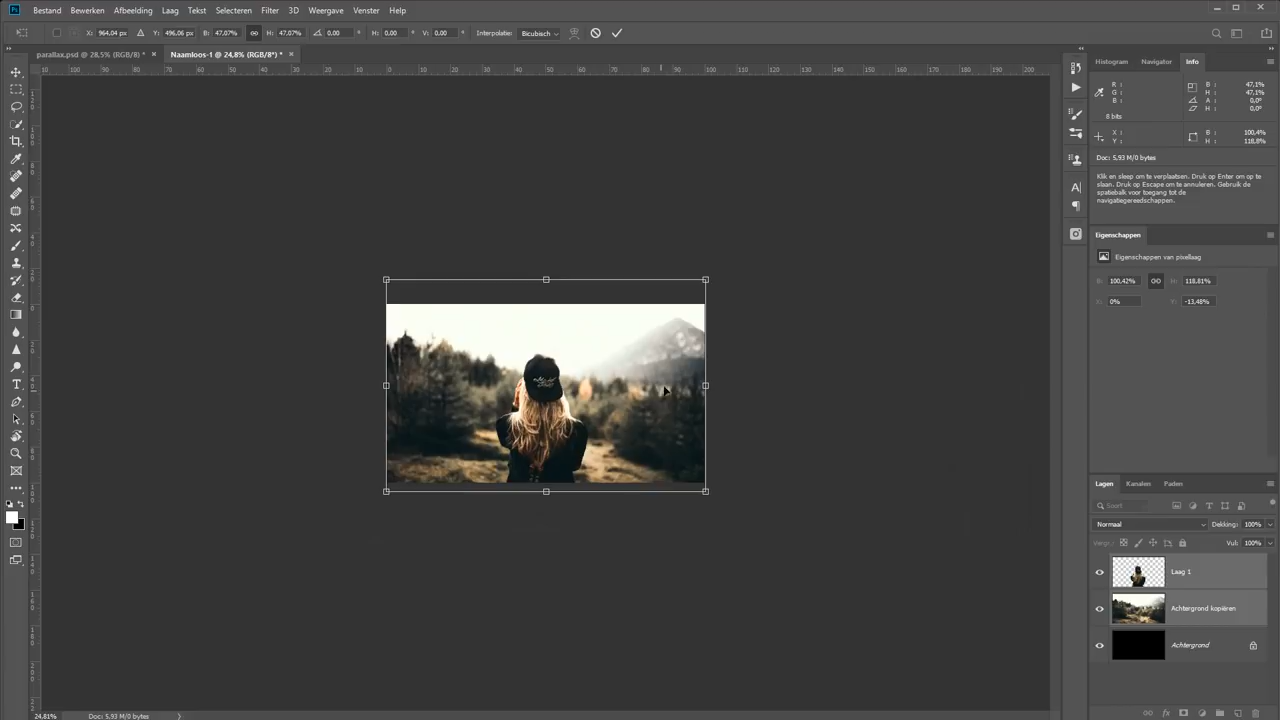 Bestand Bewerken Afbeelding Laag Tekst Selecteren Filter 3D Weergave Venster Help
X: 964,04 px Y: 496,06 px B: 47,07% H: 47,07% 0,00 ° H: 0,00 ° V: 0,00 ° Interpolatie: Bicubisch
parallax.psd @ 28,5% (RGB/8) * Naamloos-1 @ 24,8% (RGB/8*) *
Histogram Navigator Info
R : B : 47,1%
G : H : 47,1%
B : A : 0,0°
H : 0,0°
8 bits
X : B : 100,4%
Y : H : 118,8%
Doc: 5,93 M/0 bytes
Klik en sleep om te verplaatsen. Druk op Enter om op te
slaan. Druk op Escape om te annuleren. Gebruik de
spatiebalk voor toegang tot de
navigatiegereedschappen.
Eigenschappen
Eigenschappen van pixellaag
B: 100,42% H: 118,81%
X: 0% Y: -13,48%
Lagen Kanalen Paden
Soort
Normaal Dekking: 100%
Vergr.: Vul: 100%
Laag 1
Achtergrond kopiëren
Achtergrond
24,81% Doc: 5,93 M/0 bytes